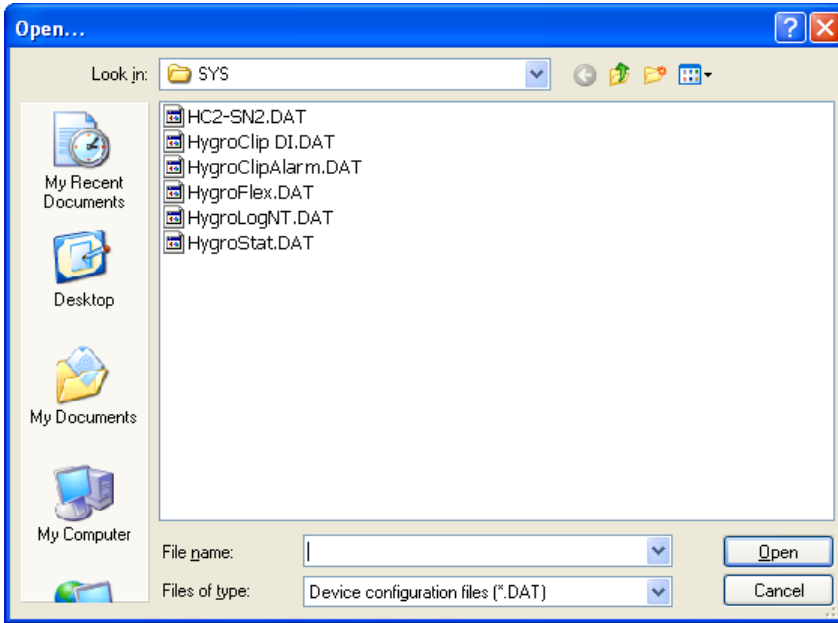 Open...
Look in:
SYS
My Recent
Documents
Desktop
My Documents
My Computer
HC2-SN2.DAT
HygroClip DI.DAT
HygroClipAlarm.DAT
HygroFlex.DAT
HygroLogNT.DAT
HygroStat.DAT
File name:
Open
Files of type:
Device configuration files (*.DAT)
Cancel